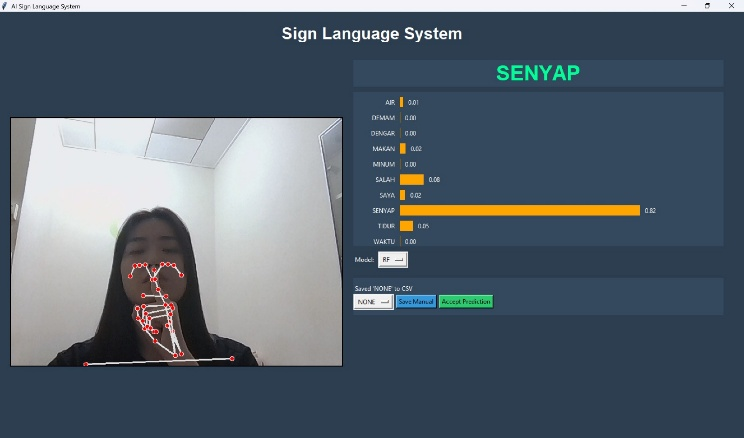 AI Sign Language System
Sign Language System
SENYAP
AIR 0.01
DEMAM 0.00
DENGAR 0.00
MAKAN 0.02
MINUM 0.00
SALAH 0.08
SAYA 0.02
SENYAP 0.82
TIDUR 0.05
WAKTU 0.00
Model: RF
Saved 'NONE' to CSV
NONE Save Manual Accept Prediction